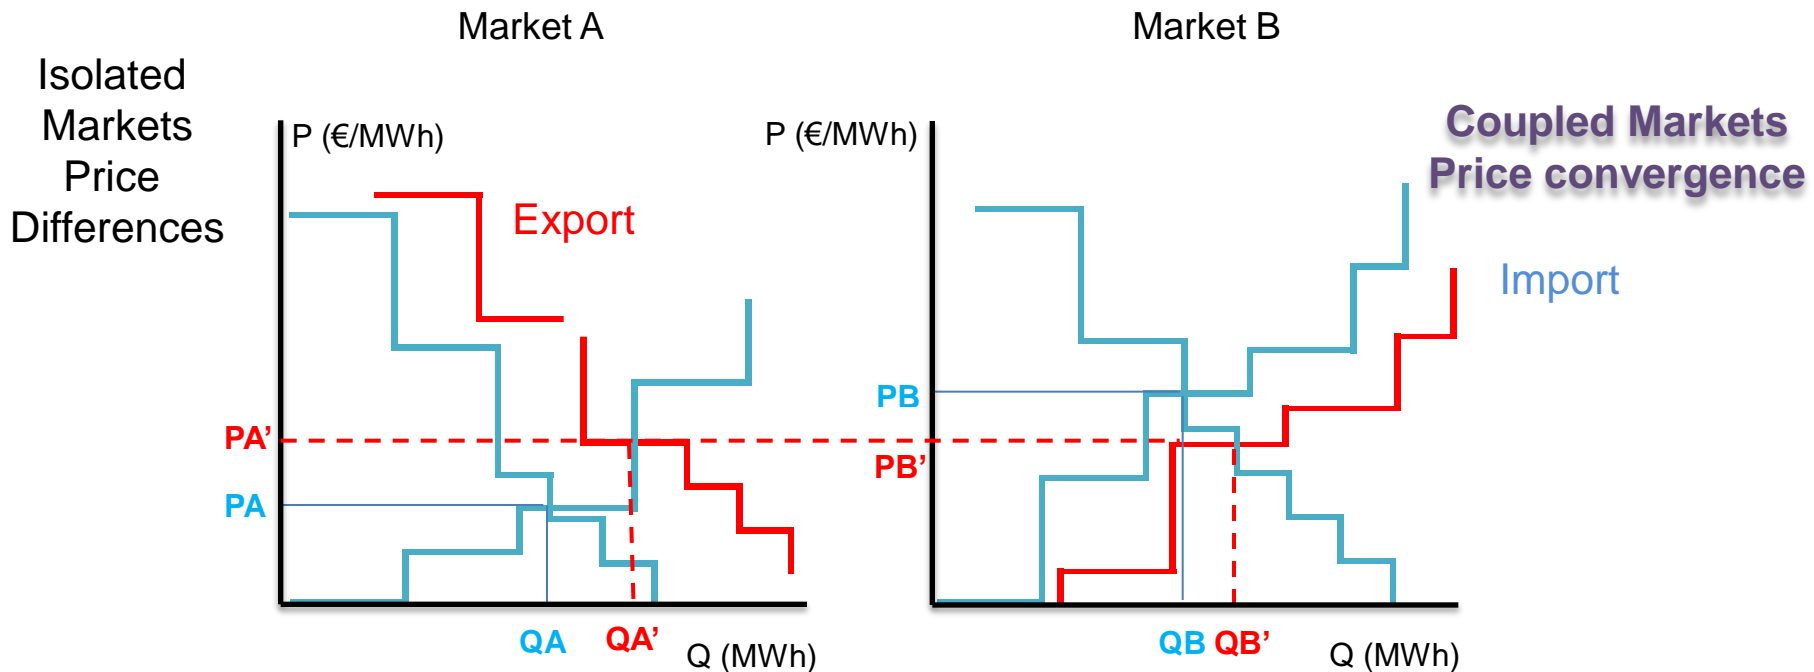 Market A
Market B
Isolated
Markets
Price
Differences
P (€/MWh)
P (€/MWh)
Coupled Markets
Price convergence
Export
Import
PB
PA’
PB’
PA
QA
QA’
Q (MWh)
QB
QB’
Q (MWh)